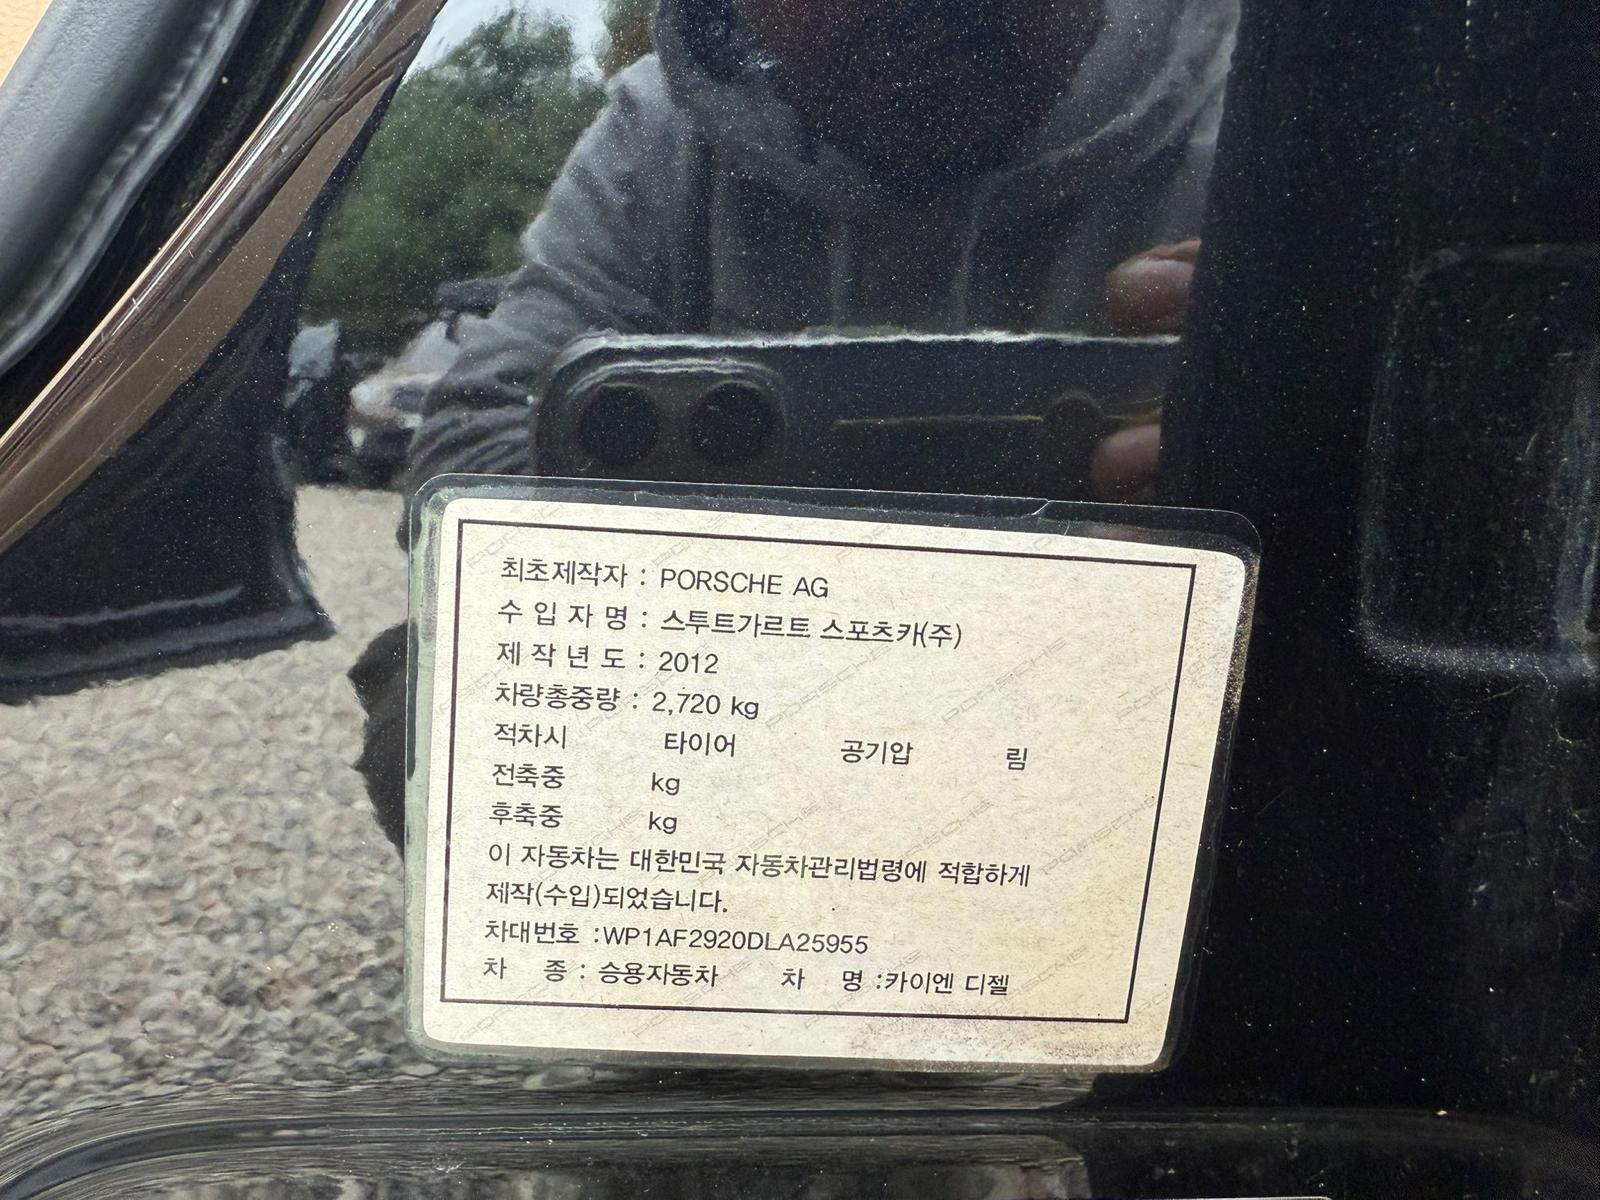 최초제작자 : PORSCHE AG
수 입 자 명 : 스투트가르트 스포츠카(주)
제 작 년 도 : 2012
차량총중량 : 2,720 kg
적차시 타이어 공기압 림
전축중 kg
후축중 kg
이 자동차는 대한민국 자동차관리법령에 적합하게
제작(수입)되었습니다.
차대번호 :WP1AF2920DLA25955
차 종 : 승용자동차 차 명 :카이엔 디젤